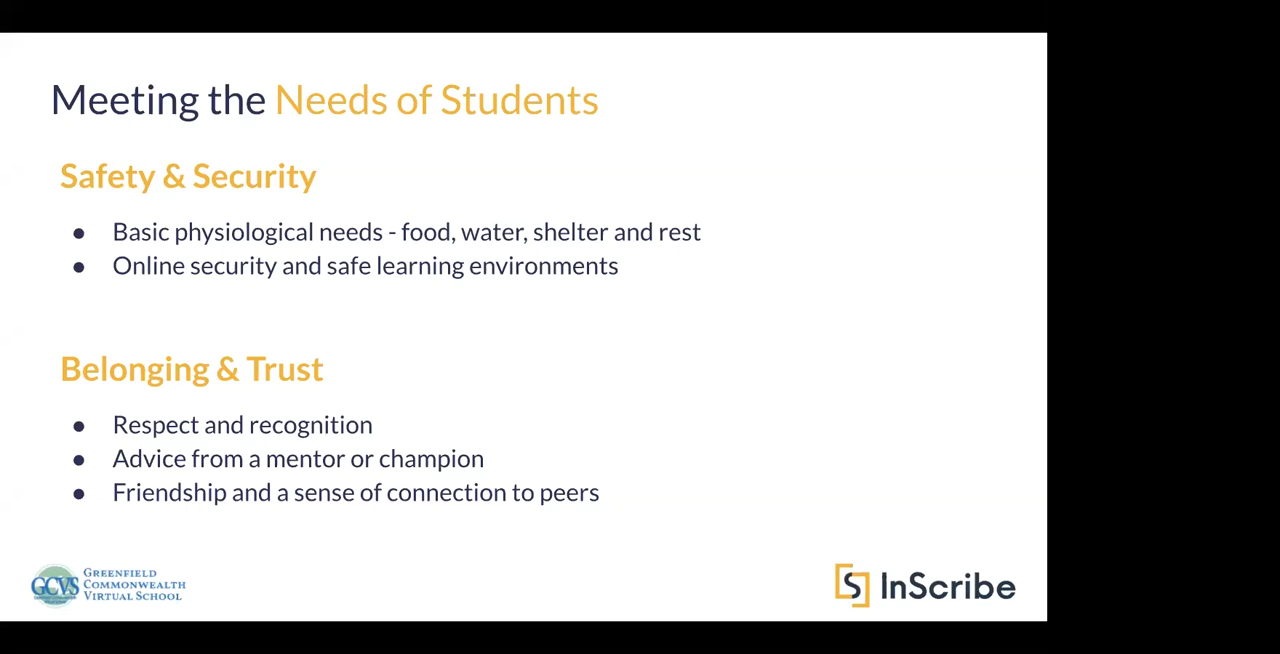 Meeting the Needs of Students
Safety & Security
● Basic physiological needs - food, water, shelter and rest
● Online security and safe learning environments
Belonging & Trust
● Respect and recognition
● Advice from a mentor or champion
● Friendship and a sense of connection to peers
GCVS
GREENFIELD
COMMONWEALTH
VIRTUAL SCHOOL
InScribe